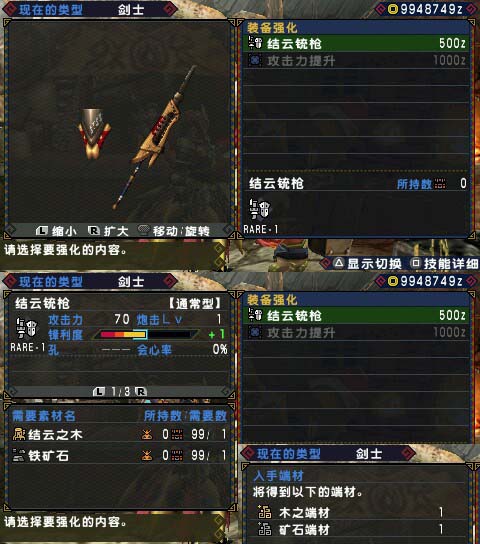 现在的类型 剑士
9948749z
装备强化
结云铳枪 500z
攻击力提升 1000z
结云铳枪 所持数 0
RARE-1
L 缩小 R 扩大 移动/旋转
请选择要强化的内容。
△显示切换 □技能详细
现在的类型 剑士
9948749z
结云铳枪 【通常型】
攻击力 70 炮击Lv 1
锋利度 +1
RARE-1 孔 --- 会心率 0%
L 1/3 R
装备强化
结云铳枪 500z
攻击力提升 1000z
需要素材名 所持数/需要数
结云之木 0 99/ 1
铁矿石 0 99/ 1
请选择要强化的内容。
现在的类型 剑士
入手端材
将得到以下的端材。
木之端材 1
矿石端材 1